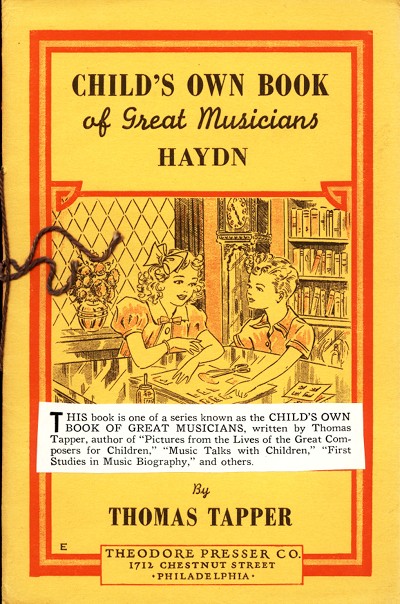 CHILD'S OWN BOOK
of Great Musicians
HAYDN
THIS book is one of a series known as the CHILD'S OWN
BOOK OF GREAT MUSICIANS, written by Thomas
Tapper, author of "Pictures from the Lives of the Great Com-
posers for Children," "Music Talks with Children," "First
Studies in Music Biography," and others.
By
THOMAS TAPPER
E
THEODORE PRESSER CO.
1712 CHESTNUT STREET
·PHILADELPHIA·